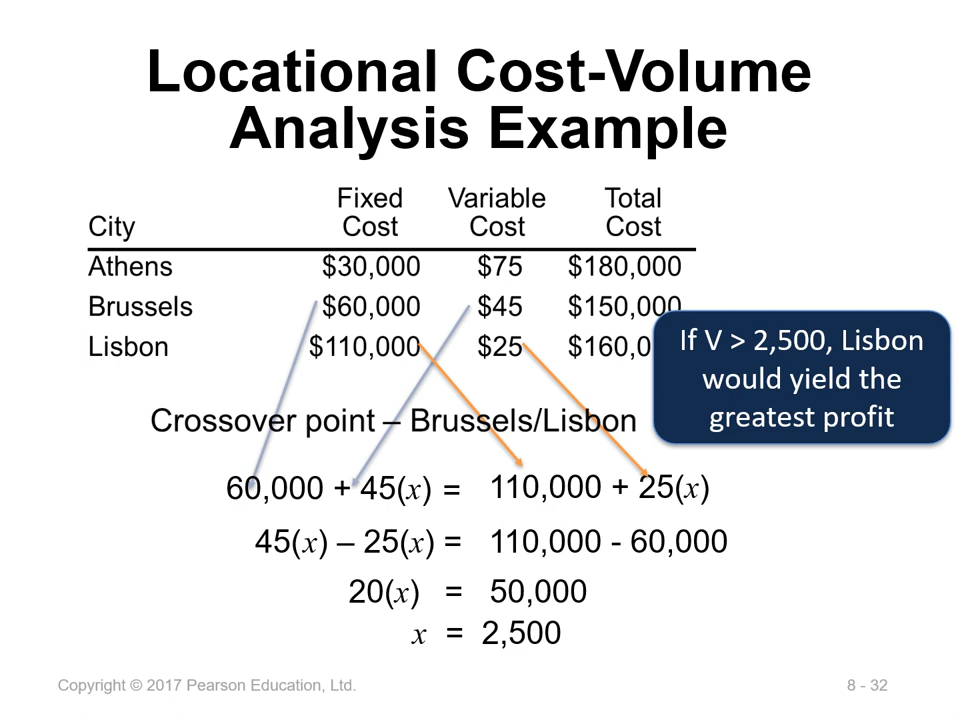 Locational Cost-Volume
Analysis Example
Fixed Variable Total
City Cost Cost Cost
Athens $30,000 $75 $180,000
Brussels $60,000 $45 $150,000
Lisbon $110,000 $25 $160,0
If V > 2,500, Lisbon
would yield the
greatest profit
Crossover point – Brussels/Lisbon
60,000 + 45(x) = 110,000 + 25(x)
45(x) – 25(x) = 110,000 - 60,000
20(x) = 50,000
x = 2,500
Copyright © 2017 Pearson Education, Ltd. 8 - 32